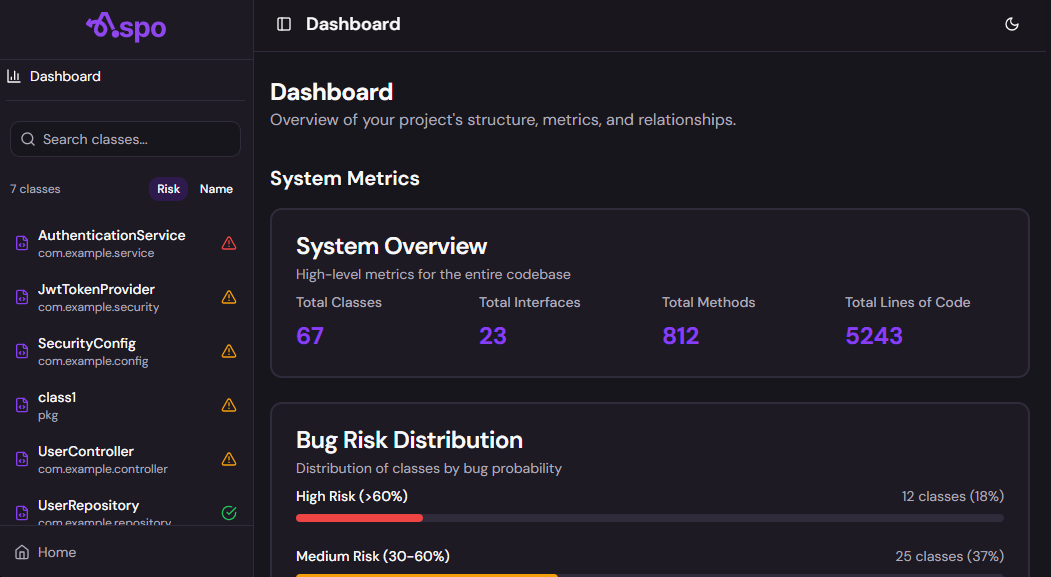 spo
Dashboard
Search classes...
7 classes Risk Name
AuthenticationService
com.example.service
JwtTokenProvider
com.example.security
SecurityConfig
com.example.config
class1
pkg
UserController
com.example.controller
UserRepository
com.example.repository
Home
Dashboard
Dashboard
Overview of your project's structure, metrics, and relationships.
System Metrics
System Overview
High-level metrics for the entire codebase
Total Classes Total Interfaces Total Methods Total Lines of Code
67 23 812 5243
Bug Risk Distribution
Distribution of classes by bug probability
High Risk (>60%) 12 classes (18%)
Medium Risk (30-60%) 25 classes (37%)